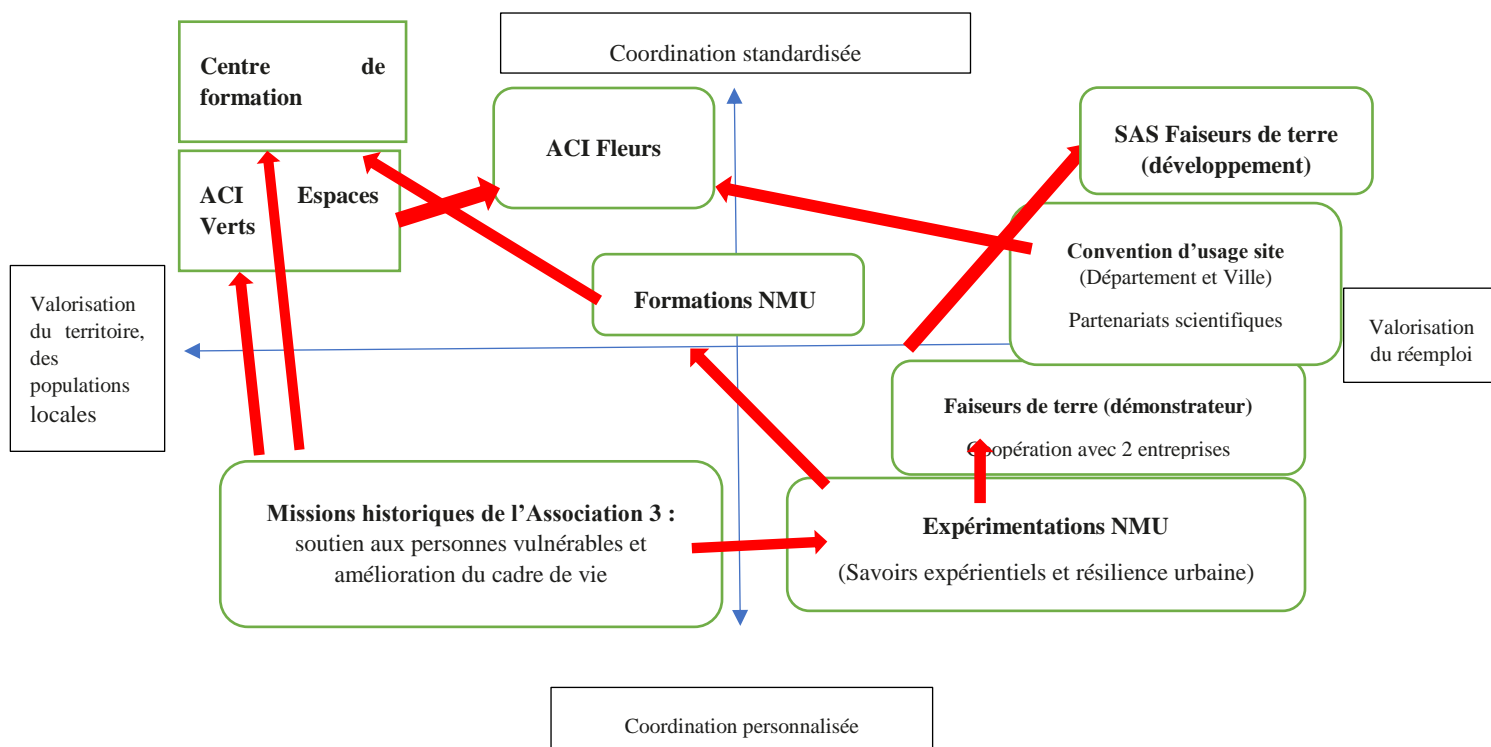 Coordination standardisée
Centre de
formation
ACI Fleurs
SAS Faiseurs de terre
(développement)
ACI Espaces
Verts
Convention d’usage site
(Département et Ville)
Partenariats scientifiques
Formations NMU
Valorisation
du territoire,
des
populations
locales
Valorisation
du réemploi
Faiseurs de terre (démonstrateur)
Coopération avec 2 entreprises
Missions historiques de l’Association 3 :
soutien aux personnes vulnérables et
amélioration du cadre de vie
Expérimentations NMU
(Savoirs expérientiels et résilience urbaine)
Coordination personnalisée